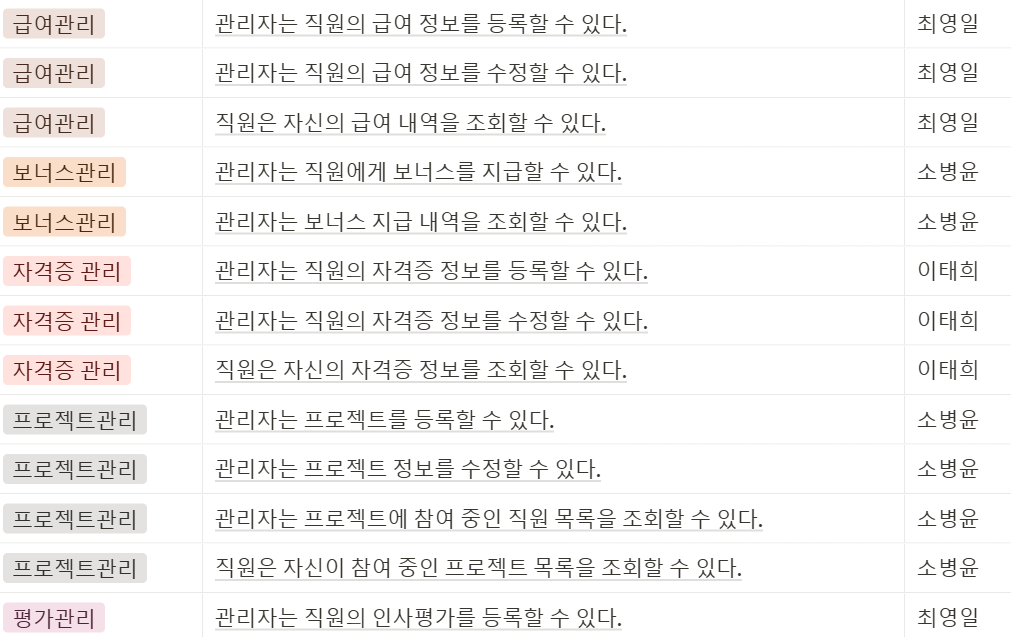 급여관리 관리자는 직원의 급여 정보를 등록할 수 있다. 최영일
급여관리 관리자는 직원의 급여 정보를 수정할 수 있다. 최영일
급여관리 직원은 자신의 급여 내역을 조회할 수 있다. 최영일
보너스관리 관리자는 직원에게 보너스를 지급할 수 있다. 소병윤
보너스관리 관리자는 보너스 지급 내역을 조회할 수 있다. 소병윤
자격증 관리 관리자는 직원의 자격증 정보를 등록할 수 있다. 이태희
자격증 관리 관리자는 직원의 자격증 정보를 수정할 수 있다. 이태희
자격증 관리 직원은 자신의 자격증 정보를 조회할 수 있다. 이태희
프로젝트관리 관리자는 프로젝트를 등록할 수 있다. 소병윤
프로젝트관리 관리자는 프로젝트 정보를 수정할 수 있다. 소병윤
프로젝트관리 관리자는 프로젝트에 참여 중인 직원 목록을 조회할 수 있다. 소병윤
프로젝트관리 직원은 자신이 참여 중인 프로젝트 목록을 조회할 수 있다. 소병윤
평가관리 관리자는 직원의 인사평가를 등록할 수 있다. 최영일